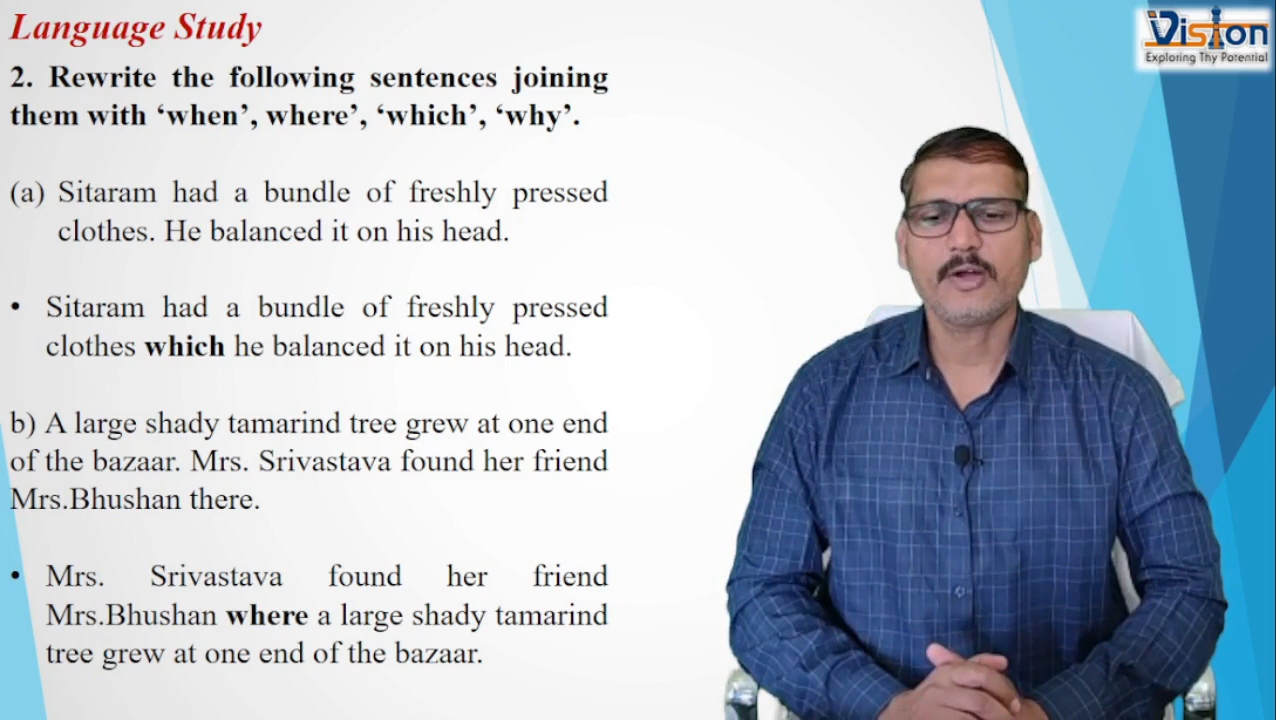 Language Study
Vision
Exploring Thy Potential
2. Rewrite the following sentences joining
them with ‘when’, where’, ‘which’, ‘why’.
(a) Sitaram had a bundle of freshly pressed
clothes. He balanced it on his head.
• Sitaram had a bundle of freshly pressed
clothes which he balanced it on his head.
b) A large shady tamarind tree grew at one end
of the bazaar. Mrs. Srivastava found her friend
Mrs.Bhushan there.
• Mrs. Srivastava found her friend
Mrs.Bhushan where a large shady tamarind
tree grew at one end of the bazaar.